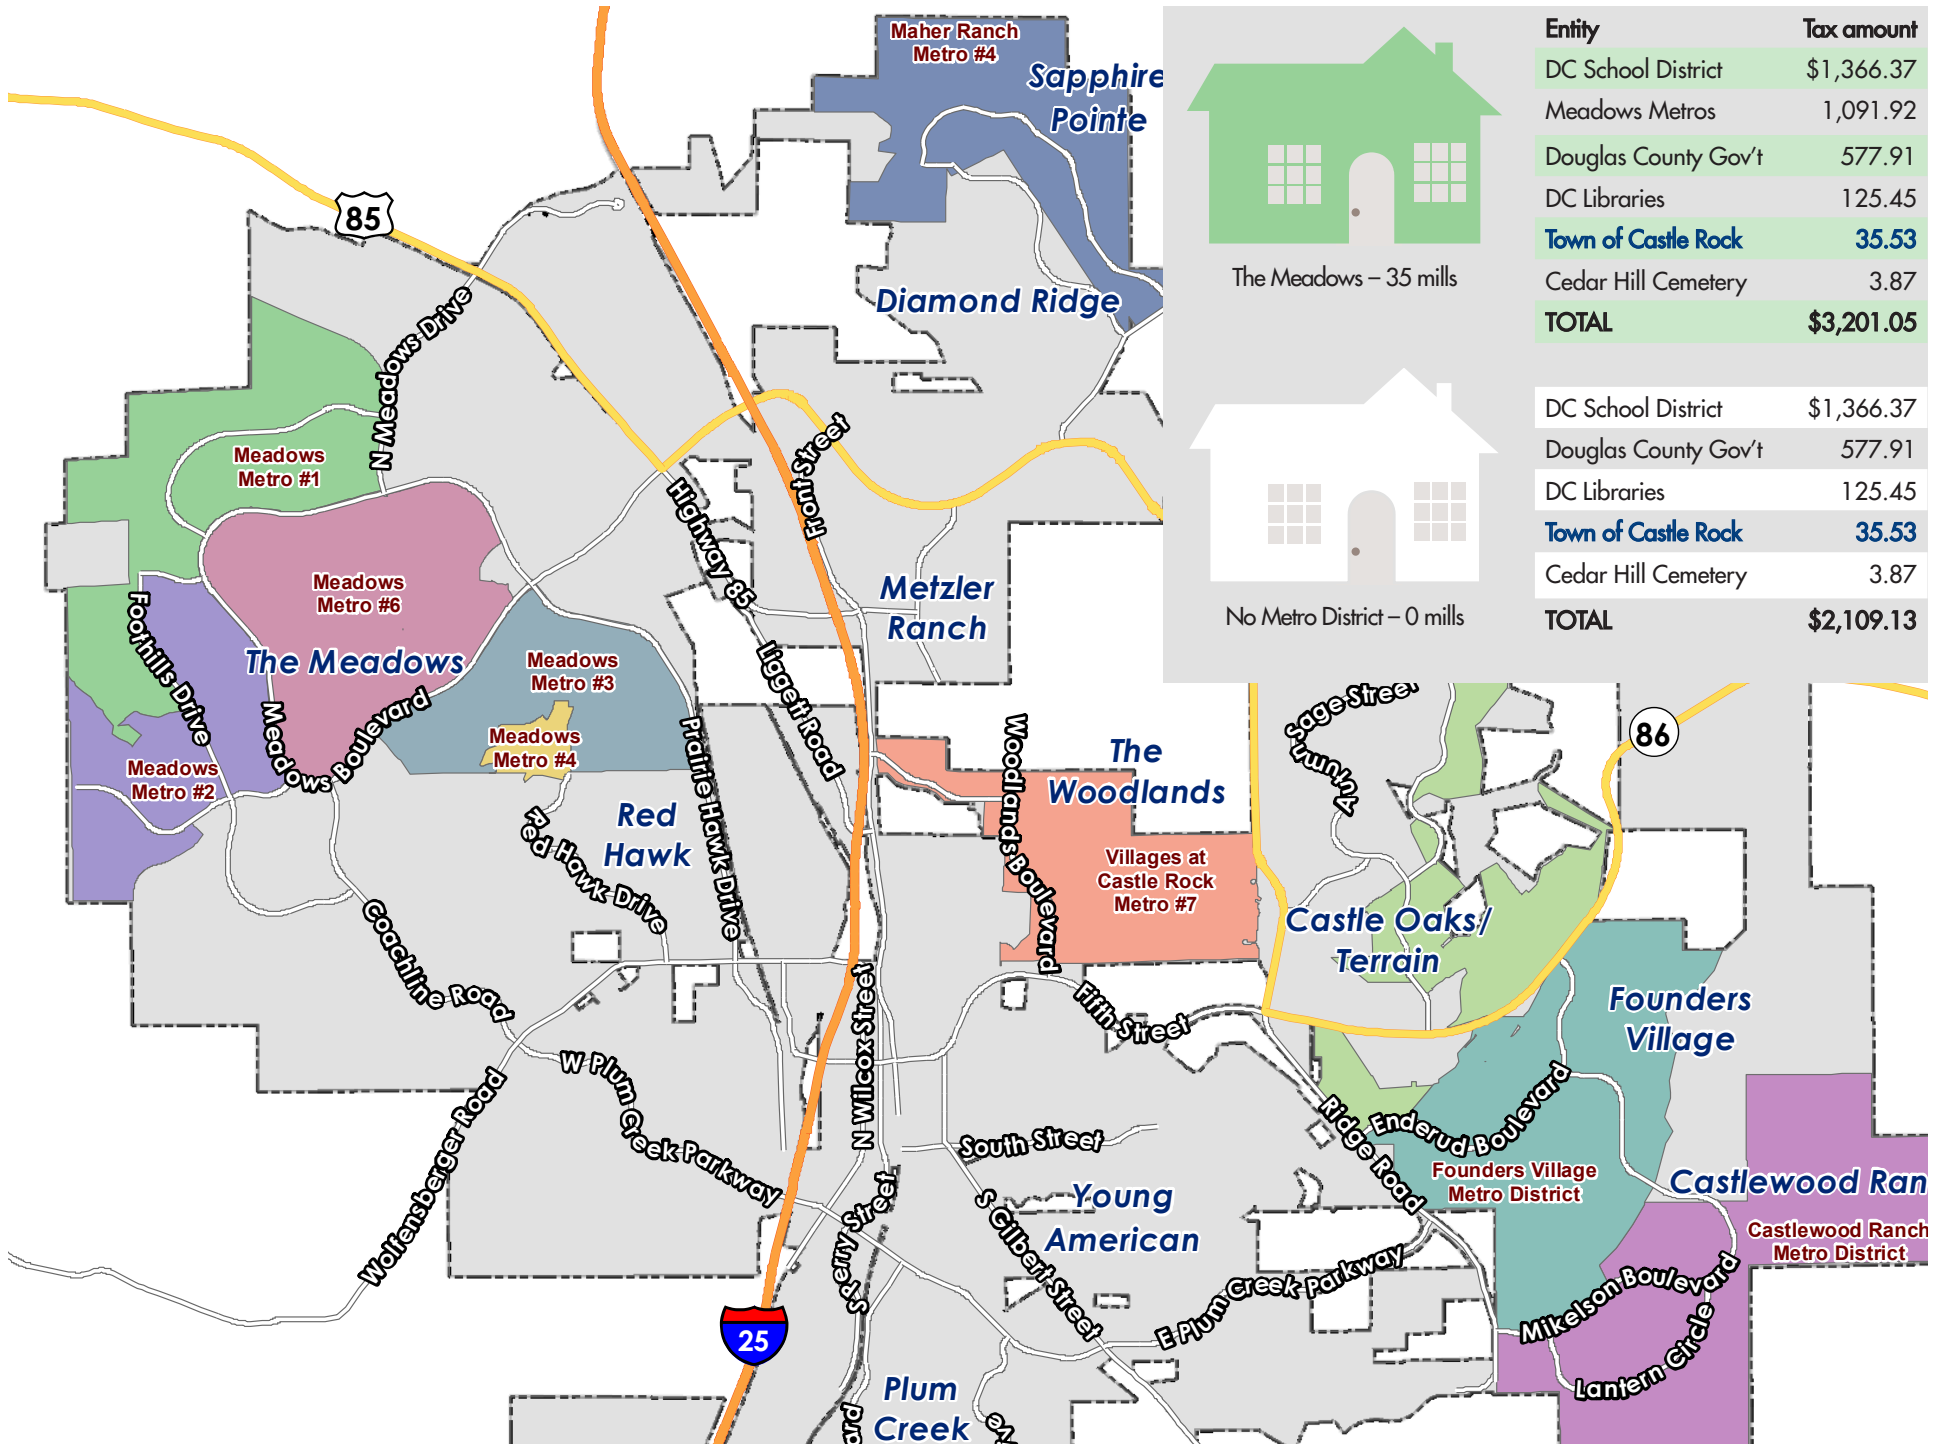 Maher Ranch
Metro #4
Sapphire
Pointe
Entity Tax amount
DC School District $1,366.37
Meadows Metros 1,091.92
Douglas County Gov't 577.91
DC Libraries 125.45
Town of Castle Rock 35.53
Cedar Hill Cemetery 3.87
TOTAL $3,201.05
The Meadows – 35 mills
DC School District $1,366.37
Douglas County Gov't 577.91
DC Libraries 125.45
Town of Castle Rock 35.53
Cedar Hill Cemetery 3.87
TOTAL $2,109.13
No Metro District – 0 mills
85
Diamond Ridge
N Meadows Drive
Meadows
Metro #1
Front Street
Highway 85
Meadows
Metro #6
Metzler
Ranch
Foothills Drive
The Meadows
Meadows
Metro #3
Liggett Road
Meadows Boulevard
Meadows
Metro #4
Prairie Hawk Drive
Meadows
Metro #2
Red
Hawk
Red Hawk Drive
Woodlands Boulevard
The
Woodlands
Villages at
Castle Rock
Metro #7
Sage Street
Autumn
86
Castle Oaks/
Terrain
Coachline Road
N Wilcox Street
Fifth Street
Founders
Village
W Plum Creek Parkway
Wolfensberger Road
South Street
Ridge Road
Enderud Boulevard
Founders Village
Metro District
Castlewood Ran
Castlewood Ranch
Metro District
Young
American
S Perry Street
S Gilbert Street
E Plum Creek Parkway
Mikelson Boulevard
Lantern Circle
25
Plum
Creek
ard
ve